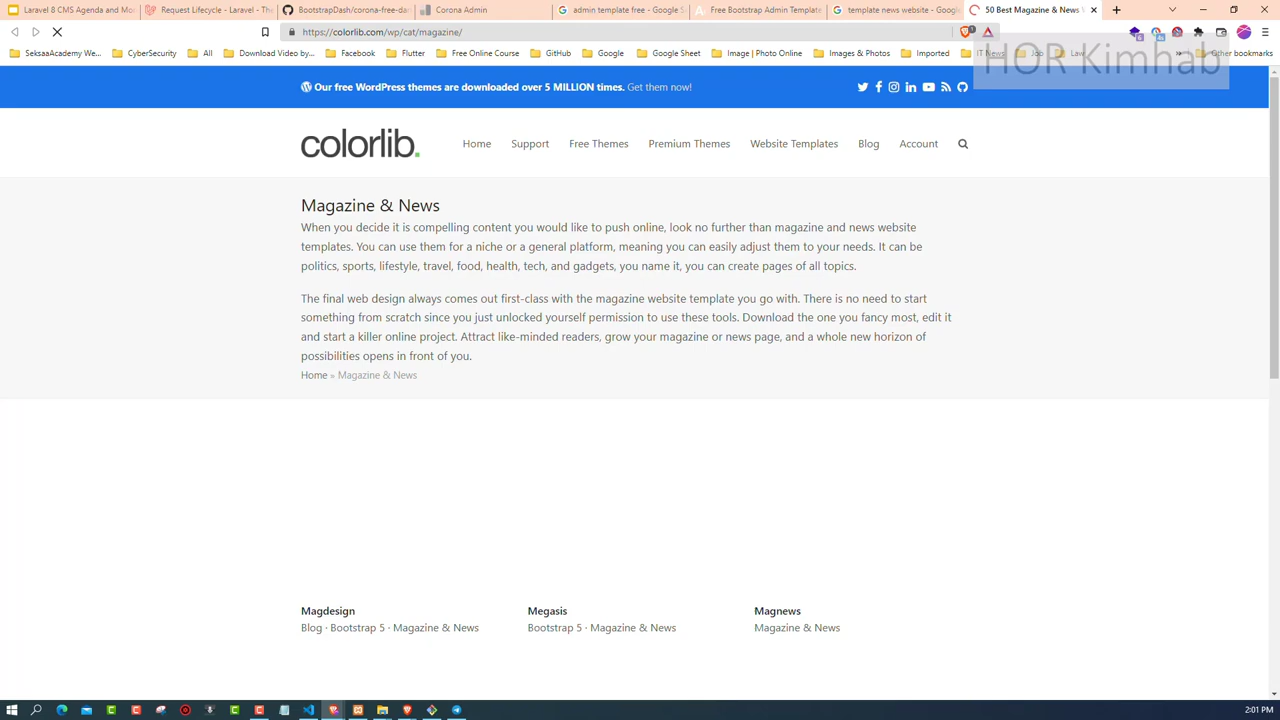 Laravel 8 CMS Agenda and Mo
Request Lifecycle - Laravel - The
BootstrapDash/corona-free-da
Corona Admin
admin template free - Google S
Free Bootstrap Admin Template
template news website - Google
50 Best Magazine & News W
https://colorlib.com/wp/cat/magazine/
HOR Kimhab
SeksaaAcademy We...
CyberSecurity
All
Download Video by...
Facebook
Flutter
Free Online Course
GitHub
Google
Google Sheet
Image | Photo Online
Images & Photos
Imported
IT News
Job
Law
»
Other bookmarks
Our free WordPress themes are downloaded over 5 MILLION times. Get them now!
colorlib.
Home
Support
Free Themes
Premium Themes
Website Templates
Blog
Account
Magazine & News
When you decide it is compelling content you would like to push online, look no further than magazine and news website
templates. You can use them for a niche or a general platform, meaning you can easily adjust them to your needs. It can be
politics, sports, lifestyle, travel, food, health, tech, and gadgets, you name it, you can create pages of all topics.
The final web design always comes out first-class with the magazine website template you go with. There is no need to start
something from scratch since you just unlocked yourself permission to use these tools. Download the one you fancy most, edit it
and start a killer online project. Attract like-minded readers, grow your magazine or news page, and a whole new horizon of
possibilities opens in front of you.
Home » Magazine & News
Magdesign
Blog · Bootstrap 5 · Magazine & News
Megasis
Bootstrap 5 · Magazine & News
Magnews
Magazine & News
2:01 PM